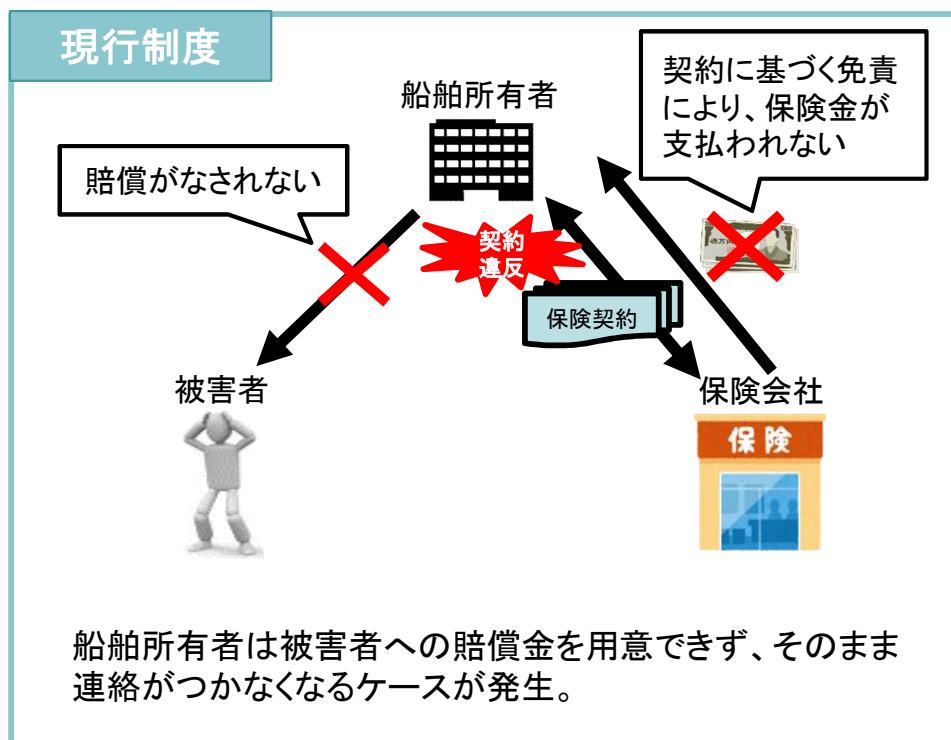 現行制度
船舶所有者
契約に基づく免責
により、保険金が
支払われない
賠償がなされない
契約
違反
保険契約
被害者
保険会社
保険
船舶所有者は被害者への賠償金を用意できず、そのまま
連絡がつかなくなるケースが発生。